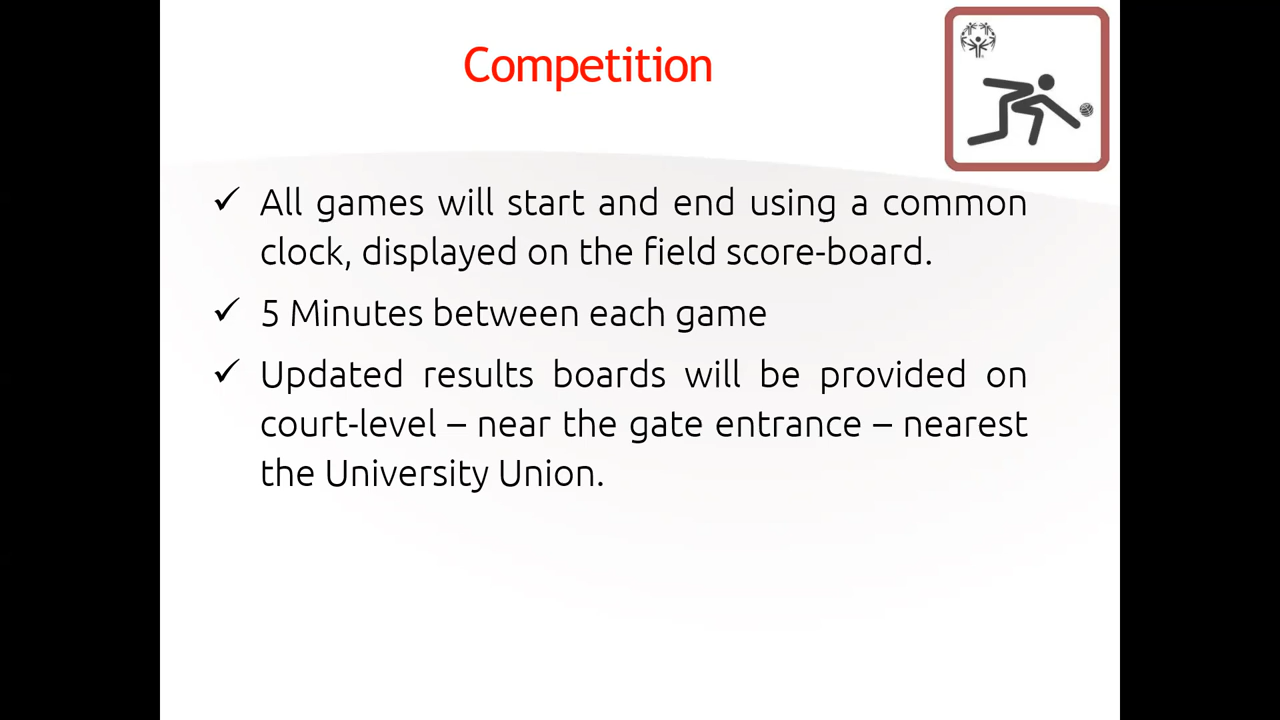 Competition
✓ All games will start and end using a common
clock, displayed on the field score-board.
✓ 5 Minutes between each game
✓ Updated results boards will be provided on
court-level – near the gate entrance – nearest
the University Union.